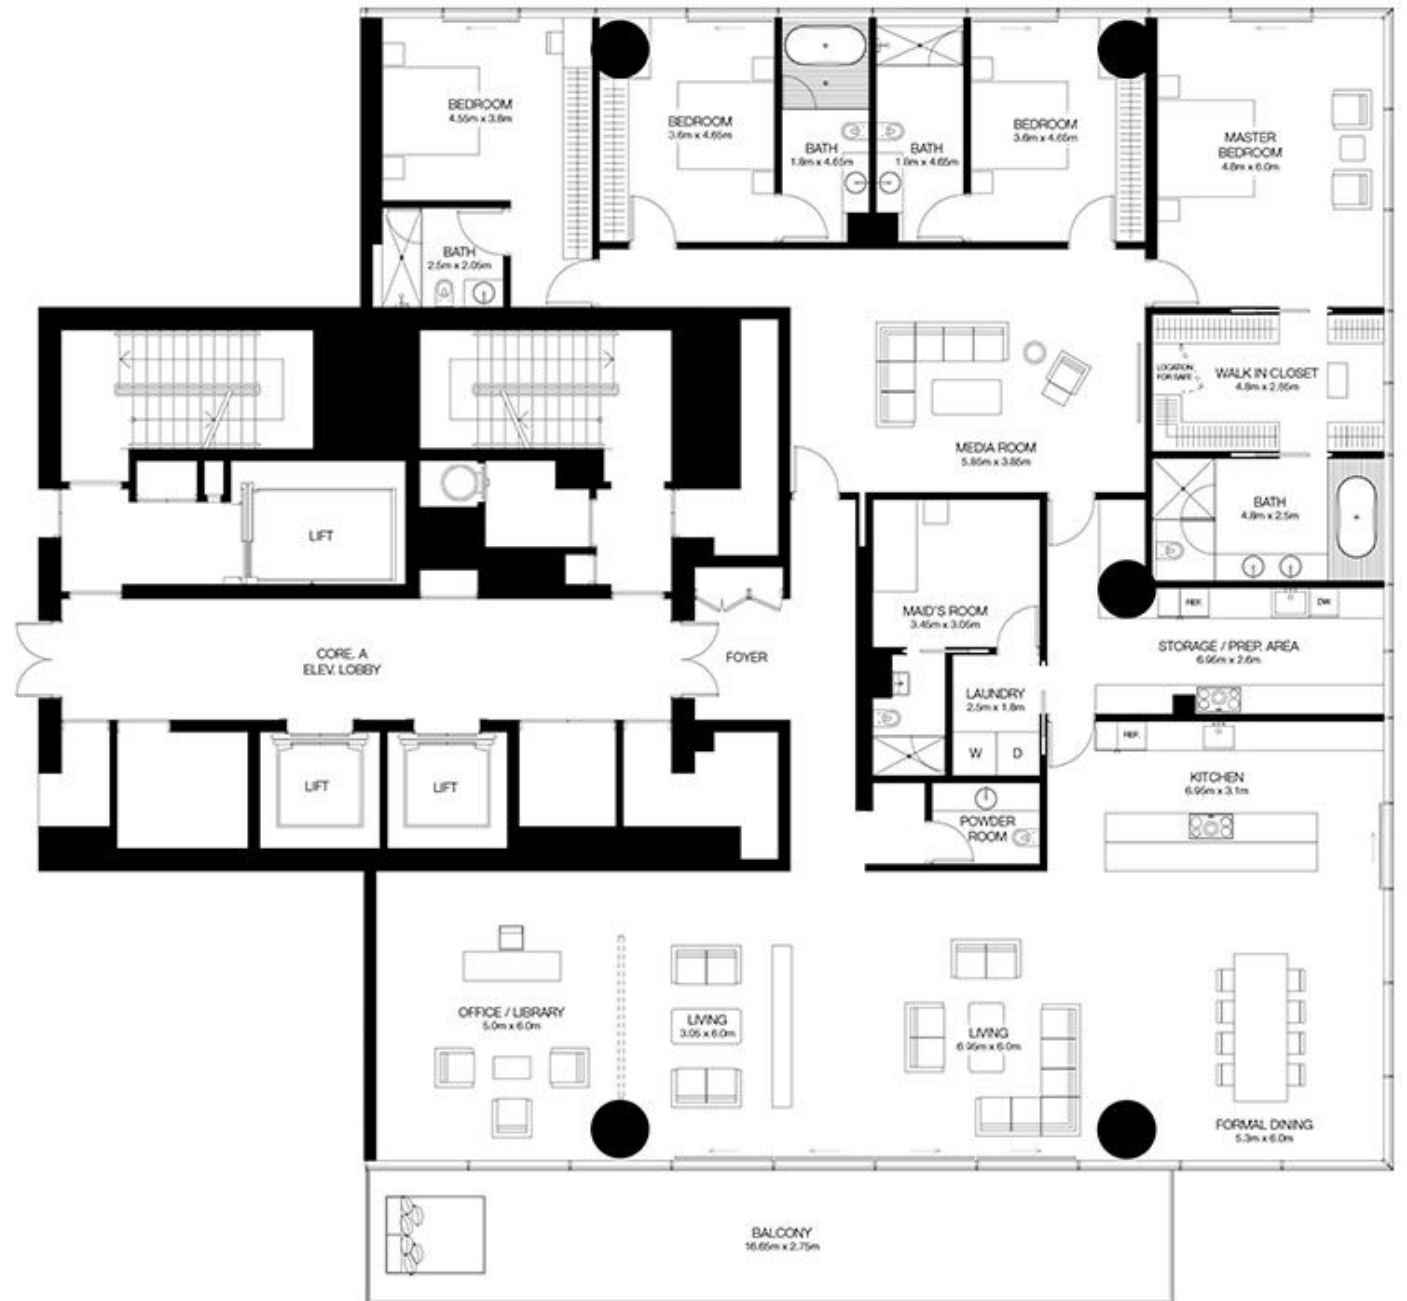 BEDROOM
4.55m x 3.8m
BEDROOM
3.6m x 4.65m
BATH
1.8m x 4.65m
BATH
1.8m x 4.65m
BEDROOM
3.6m x 4.65m
MASTER
BEDROOM
4.8m x 6.0m
BATH
2.5m x 2.05m
LOCATION
FOR SAFE
WALK IN CLOSET
4.8m x 2.85m
MEDIA ROOM
5.85m x 3.85m
BATH
4.8m x 2.5m
LIFT
MAID'S ROOM
3.45m x 3.05m
REF.
DW
STORAGE / PREP. AREA
6.95m x 2.6m
CORE. A
ELEV. LOBBY
FOYER
LAUNDRY
2.5m x 1.8m
W
D
REF.
KITCHEN
6.95m x 3.1m
LIFT
LIFT
POWDER
ROOM
OFFICE / LIBRARY
5.0m x 6.0m
LIVING
3.05 x 6.0m
LIVING
6.95m x 6.0m
FORMAL DINING
5.3m x 6.0m
BALCONY
16.65m x 2.75m